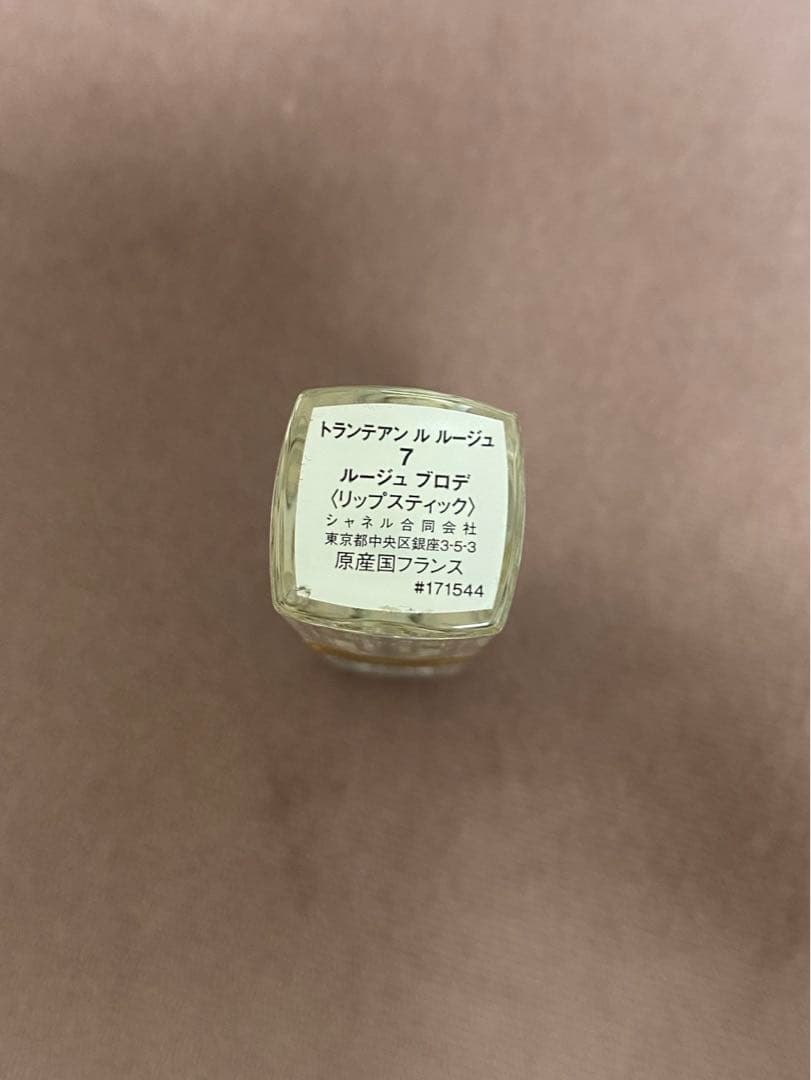 トランテアン ル ルージュ
7
ルージュ ブロデ
〈リップスティック〉
シャネル合同会社
東京都中央区銀座3-5-3
原産国フランス
#171544